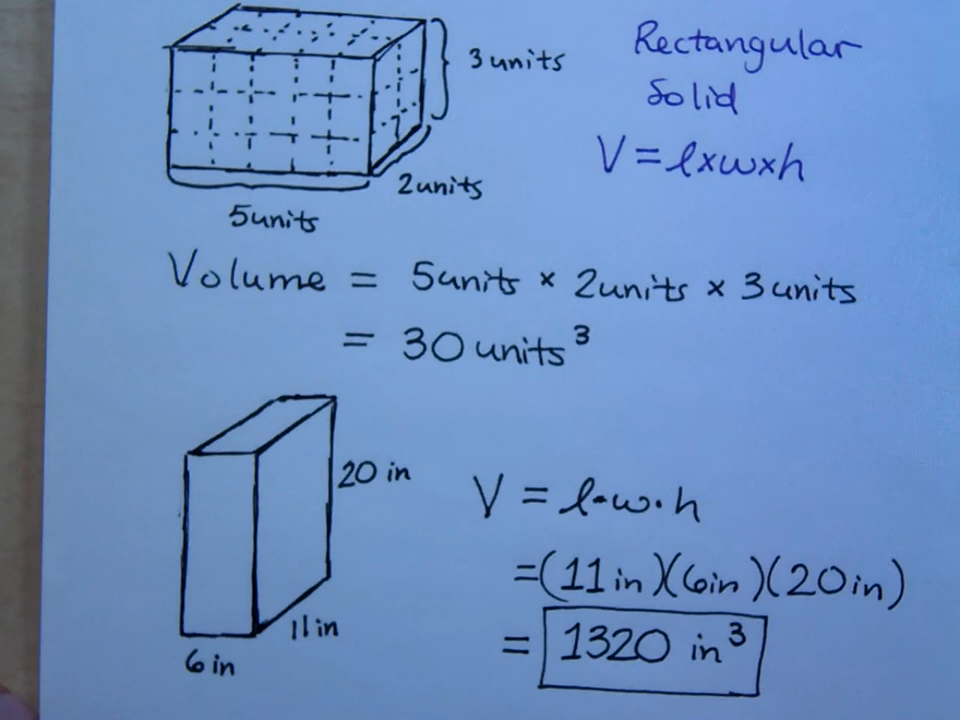 3 units
Rectangular
Solid
V = l×w×h
2 units
5 units
Volume = 5 units × 2 units × 3 units
= 30 units³
20 in
V = l·w·h
= (11 in)(6 in)(20 in)
11 in
= 1320 in³
6 in